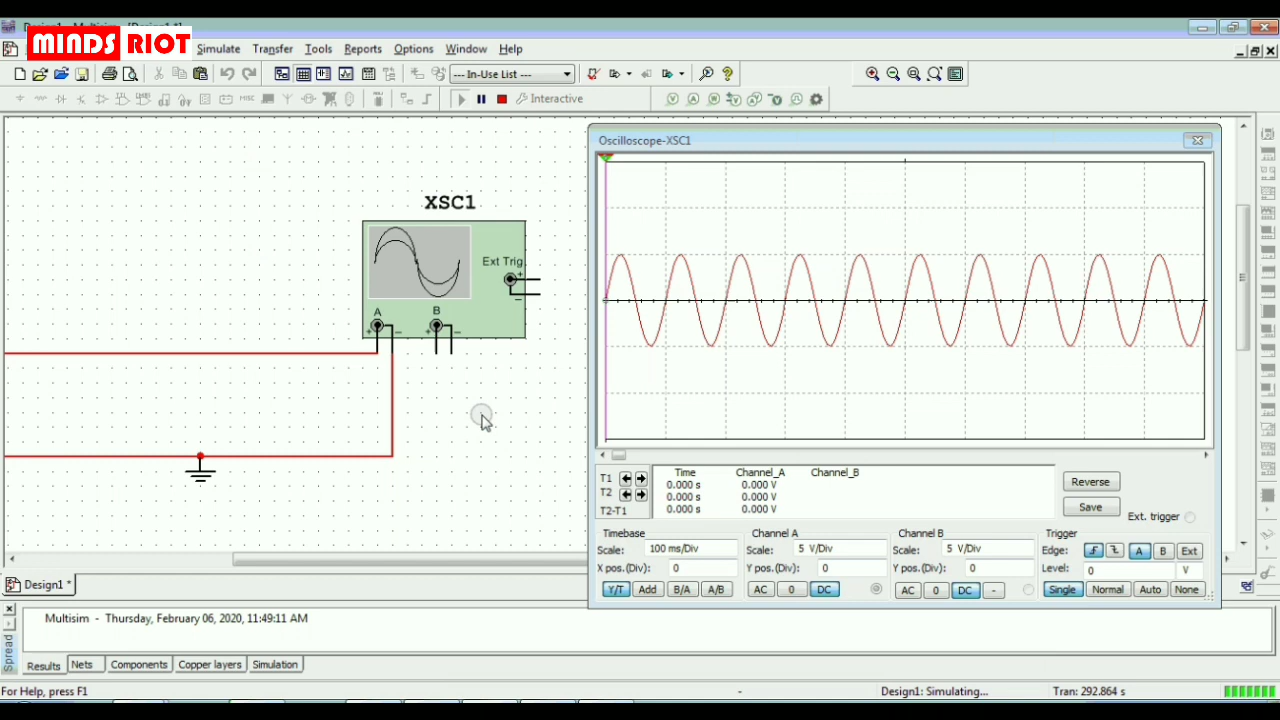 Design1 - Multisim - [Design1 *]
MINDS RIOT
Simulate Transfer Tools Reports Options Window Help
--- In-Use List ---
MISC
Interactive
Oscilloscope-XSC1
XSC1
Ext Trig
+
A B
+ - + - -
T1
T2
T2-T1
Time Channel_A Channel_B
0.000 s 0.000 V
0.000 s 0.000 V
0.000 s 0.000 V
Reverse
Save
Ext. trigger
Timebase
Scale: 100 ms/Div
X pos.(Div): 0
Y/T Add B/A A/B
Channel A
Scale: 5 V/Div
Y pos.(Div): 0
AC 0 DC
Channel B
Scale: 5 V/Div
Y pos.(Div): 0
AC 0 DC -
Trigger
Edge: A B Ext
Level: 0 V
Single Normal Auto None
Design1 *
Multisim - Thursday, February 06, 2020, 11:49:11 AM
Spread
Results Nets Components Copper layers Simulation
For Help, press F1
-
Design1: Simulating...
Tran: 292.864 s